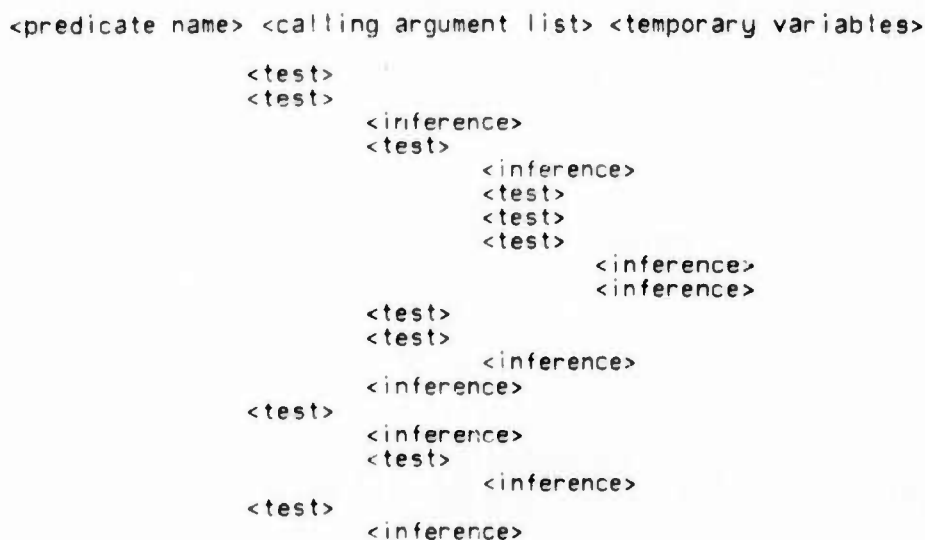 <predicate name> <calling argument list> <temporary variables>
<test>
<test>
<inference>
<test>
<inference>
<test>
<test>
<test>
<inference>
<inference>
<test>
<test>
<inference>
<inference>
<test>
<inference>
<test>
<inference>
<test>
<inference>